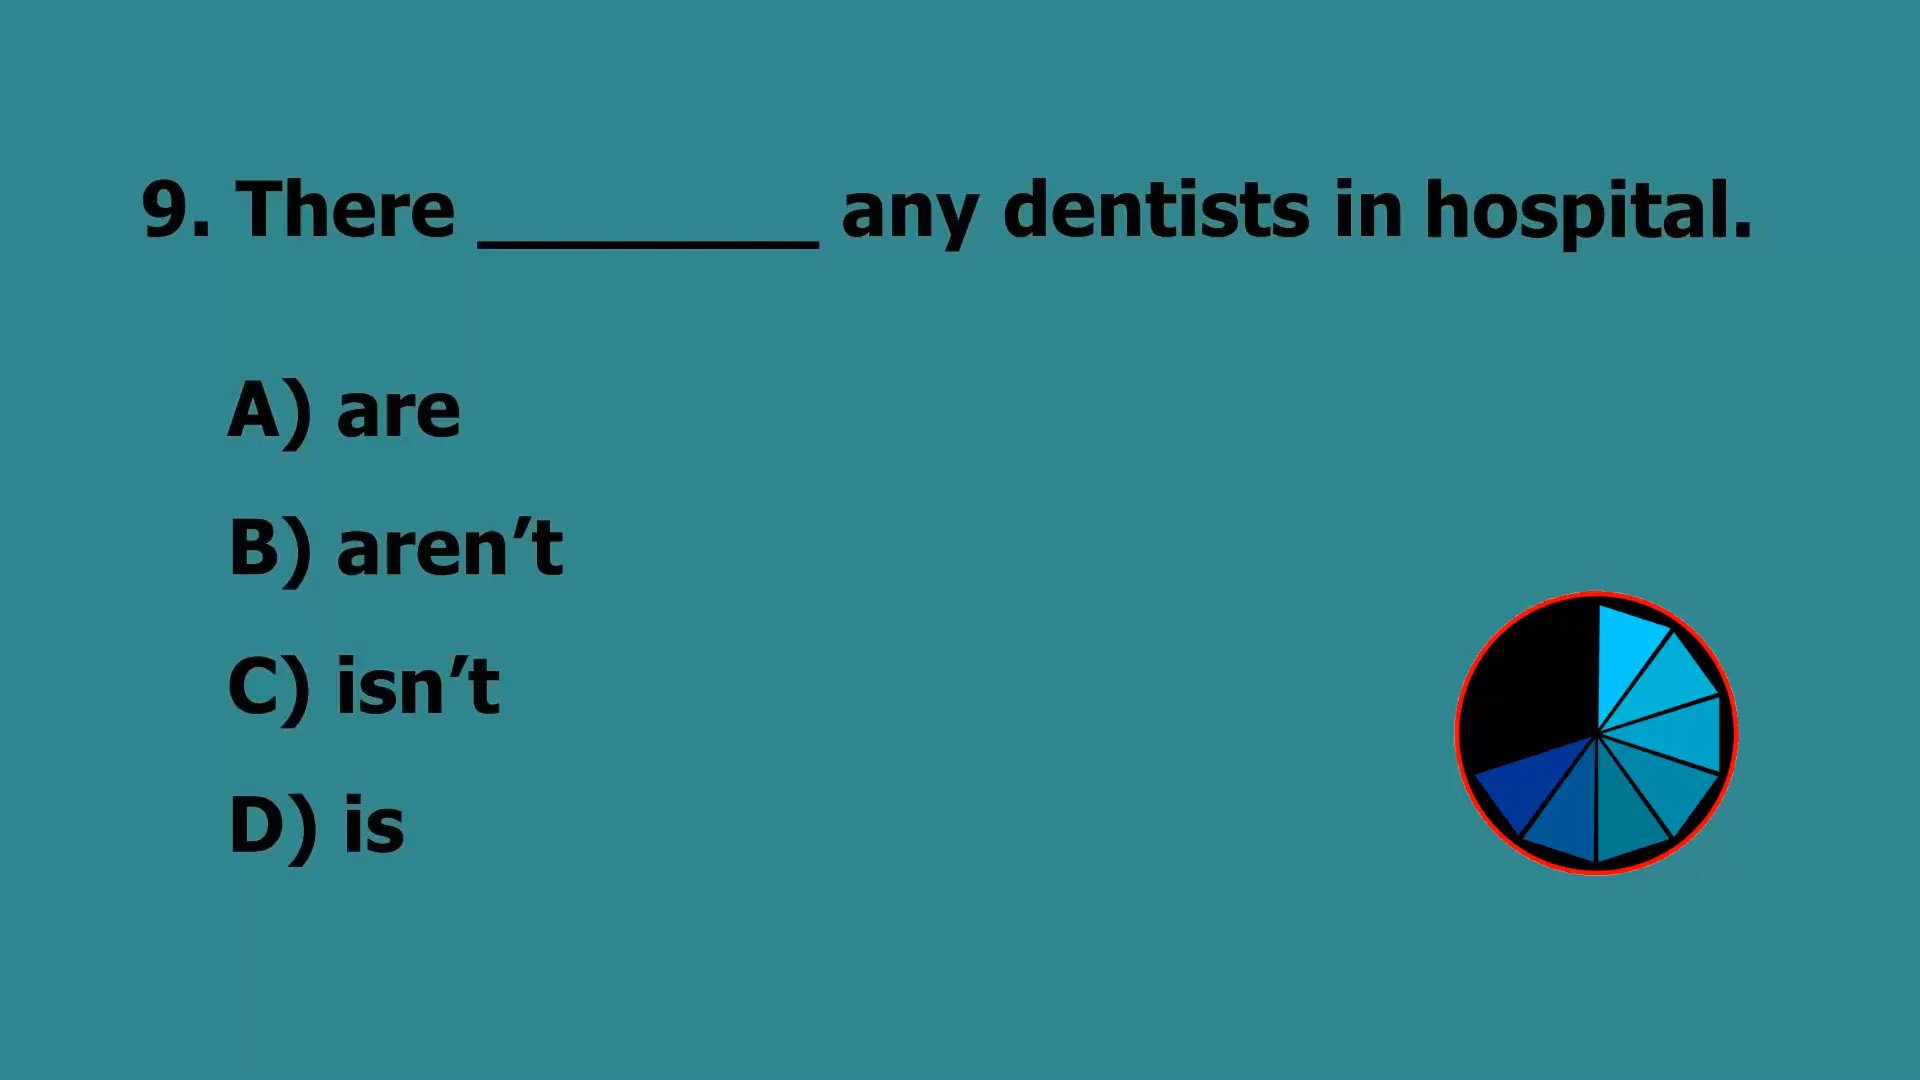 9. There _________ any dentists in hospital.
A) are
B) aren’t
C) isn’t
D) is